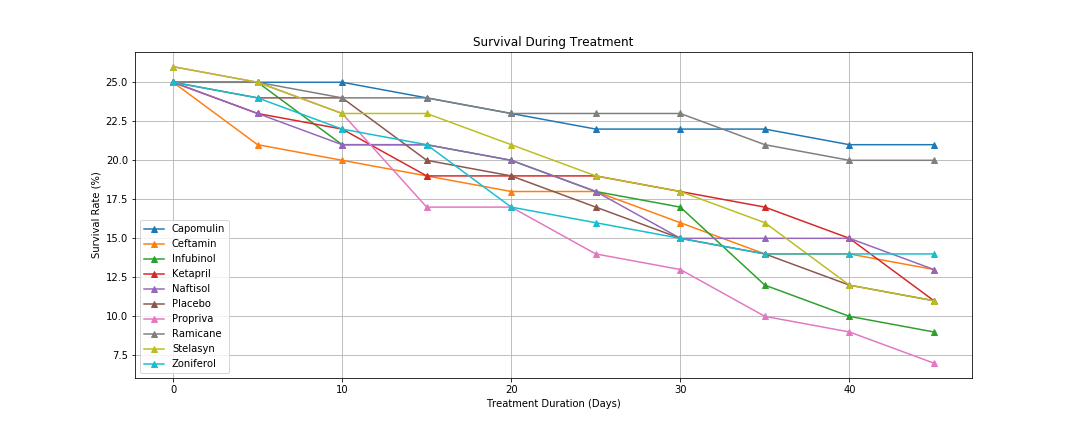 Survival During Treatment
Survival Rate (%)
25.0
22.5
20.0
17.5
15.0
12.5
10.0
7.5
Capomulin
Ceftamin
Infubinol
Ketapril
Naftisol
Placebo
Propriva
Ramicane
Stelasyn
Zoniferol
0 10 20 30 40
Treatment Duration (Days)